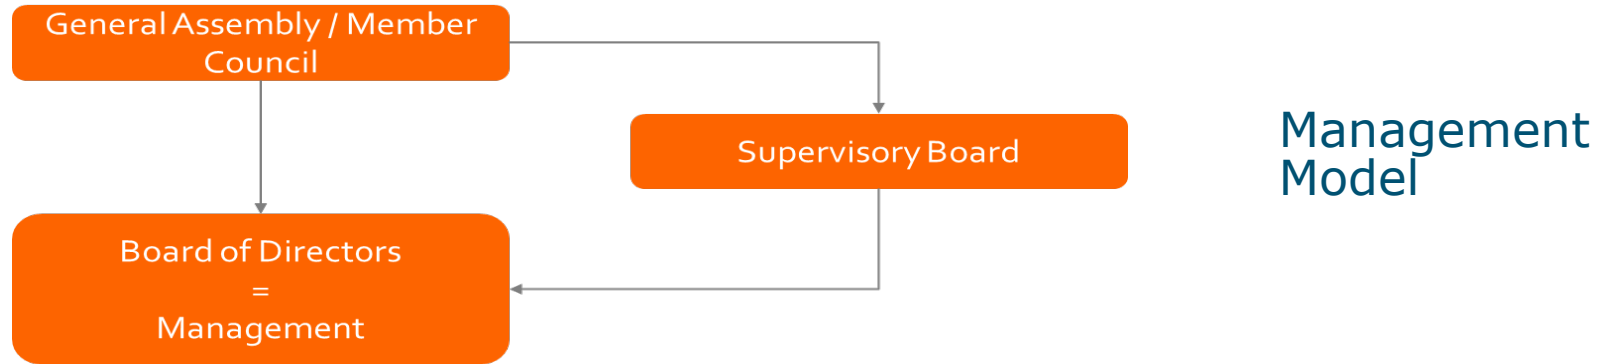 General Assembly / Member
Council
Supervisory Board
Management
Model
Board of Directors
=
Management